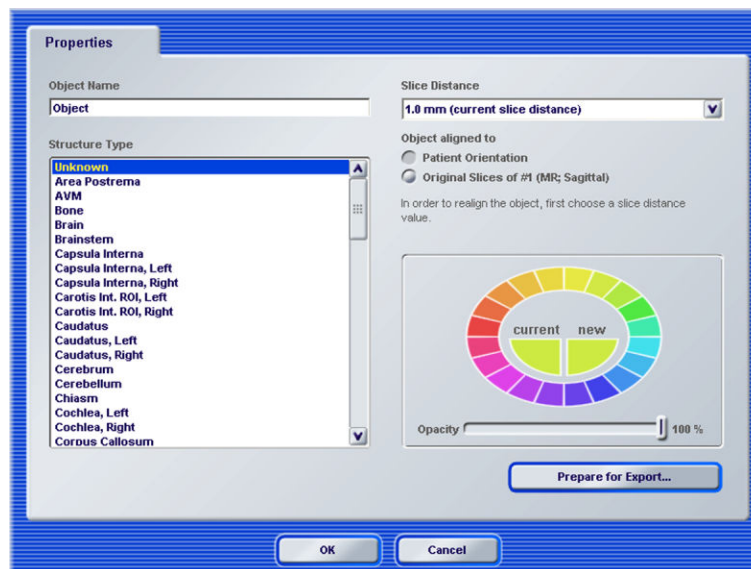 Properties
Object Name
Object
Structure Type
Unknown
Area Postrema
AVM
Bone
Brain
Brainstem
Capsula Interna
Capsula Interna, Left
Capsula Interna, Right
Carotis Int. ROI, Left
Carotis Int. ROI, Right
Caudatus
Caudatus, Left
Caudatus, Right
Cerebrum
Cerebellum
Chiasm
Cochlea, Left
Cochlea, Right
Corpus Callosum
Slice Distance
1.0 mm (current slice distance)
Object aligned to
Patient Orientation
Original Slices of #1 (MR; Sagittal)
In order to realign the object, first choose a slice distance
value.
current new
Opacity 100 %
Prepare for Export...
OK Cancel